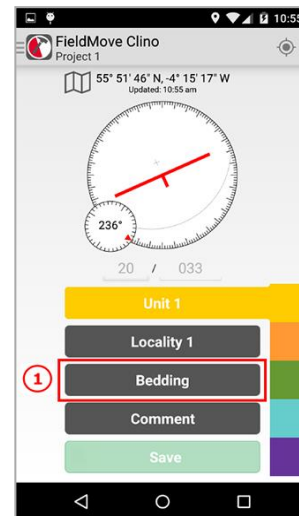 10:55
FieldMove Clino
Project 1
55° 51' 46" N, -4° 15' 17" W
Updated: 10:55 am
236°
20 / 033
Unit 1
Locality 1
1
Bedding
Comment
Save